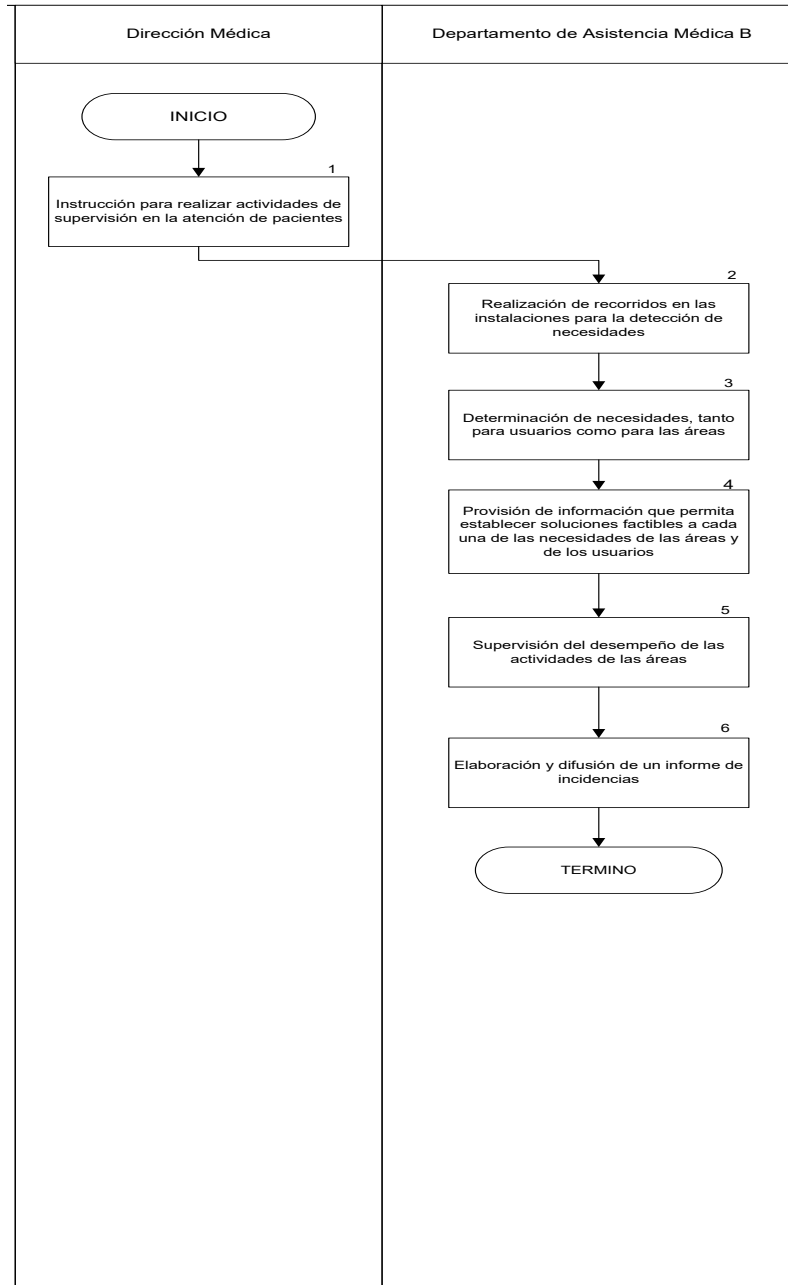 Dirección Médica
Departamento de Asistencia Médica B
INICIO
1
Instrucción para realizar actividades de
supervisión en la atención de pacientes
2
Realización de recorridos en las
instalaciones para la detección de
necesidades
3
Determinación de necesidades, tanto
para usuarios como para las áreas
4
Provisión de información que permita
establecer soluciones factibles a cada
una de las necesidades de las áreas y
de los usuarios
5
Supervisión del desempeño de las
actividades de las áreas
6
Elaboración y difusión de un informe de
incidencias
TERMINO